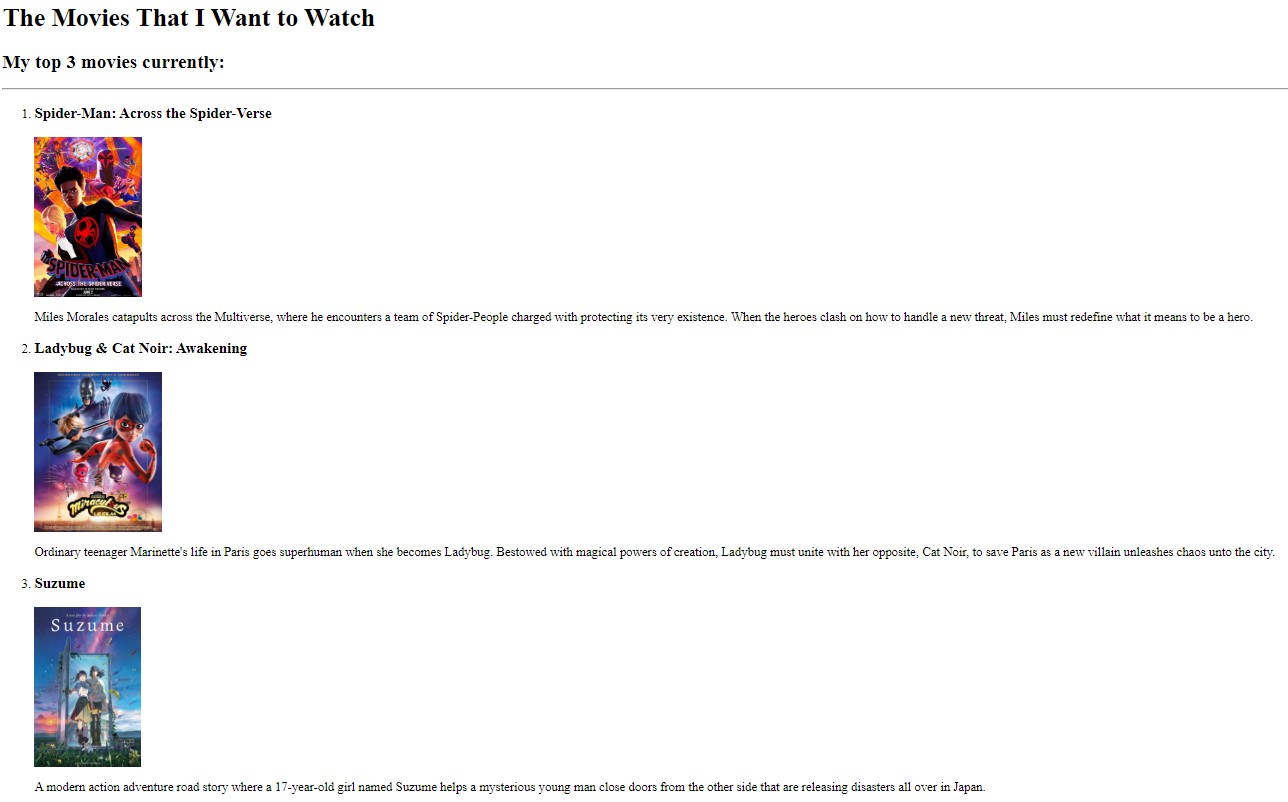 The Movies That I Want to Watch
My top 3 movies currently:
1. Spider-Man: Across the Spider-Verse
SPIDER-MAN
ACROSS THE SPIDER-VERSE
Miles Morales catapults across the Multiverse, where he encounters a team of Spider-People charged with protecting its very existence. When the heroes clash on how to handle a new threat, Miles must redefine what it means to be a hero.
2. Ladybug & Cat Noir: Awakening
Miraculous
Ordinary teenager Marinette's life in Paris goes superhuman when she becomes Ladybug. Bestowed with magical powers of creation, Ladybug must unite with her opposite, Cat Noir, to save Paris as a new villain unleashes chaos unto the city.
3. Suzume
Suzume
A modern action adventure road story where a 17-year-old girl named Suzume helps a mysterious young man close doors from the other side that are releasing disasters all over in Japan.